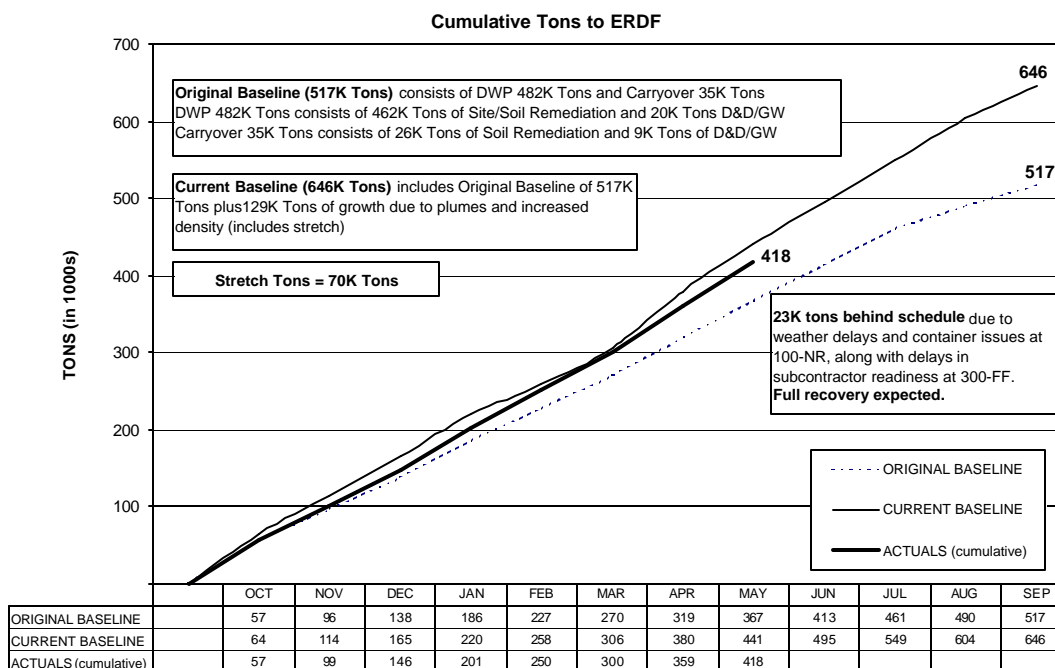 Cumulative Tons to ERDF
700
600
500
400
300
200
100
TONS (in 1000s)
Original Baseline (517K Tons) consists of DWP 482K Tons and Carryover 35K Tons
DWP 482K Tons consists of 462K Tons of Site/Soil Remediation and 20K Tons D&D/GW
Carryover 35K Tons consists of 26K Tons of Soil Remediation and 9K Tons of D&D/GW
Current Baseline (646K Tons) includes Original Baseline of 517K
Tons plus129K Tons of growth due to plumes and increased
density (includes stretch)
Stretch Tons = 70K Tons
646
517
418
23K tons behind schedule due to
weather delays and container issues at
100-NR, along with delays in
subcontractor readiness at 300-FF.
Full recovery expected.
ORIGINAL BASELINE
CURRENT BASELINE
ACTUALS (cumulative)
OCT NOV DEC JAN FEB MAR APR MAY JUN JUL AUG SEP
ORIGINAL BASELINE 57 96 138 186 227 270 319 367 413 461 490 517
CURRENT BASELINE 64 114 165 220 258 306 380 441 495 549 604 646
ACTUALS (cumulative) 57 99 146 201 250 300 359 418